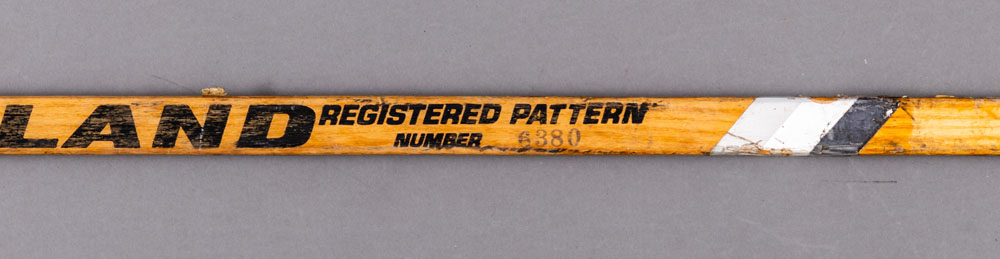 LAND REGISTERED PATTERN
NUMBER 6380